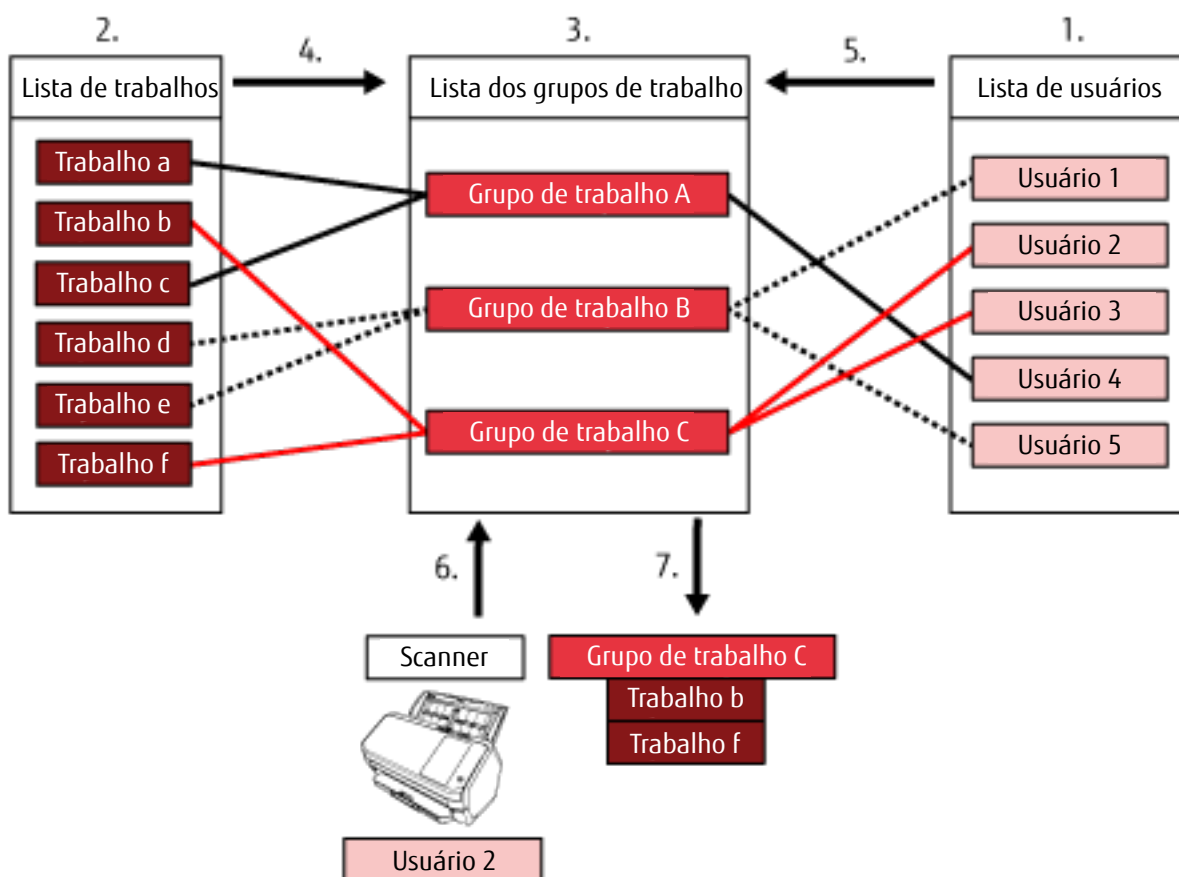 2.
3.
1.
4.
5.
Lista de trabalhos
Lista dos grupos de trabalho
Lista de usuários
Trabalho a
Trabalho b
Trabalho c
Trabalho d
Trabalho e
Trabalho f
Grupo de trabalho A
Grupo de trabalho B
Grupo de trabalho C
Usuário 1
Usuário 2
Usuário 3
Usuário 4
Usuário 5
6.
7.
Scanner
Usuário 2
Grupo de trabalho C
Trabalho b
Trabalho f